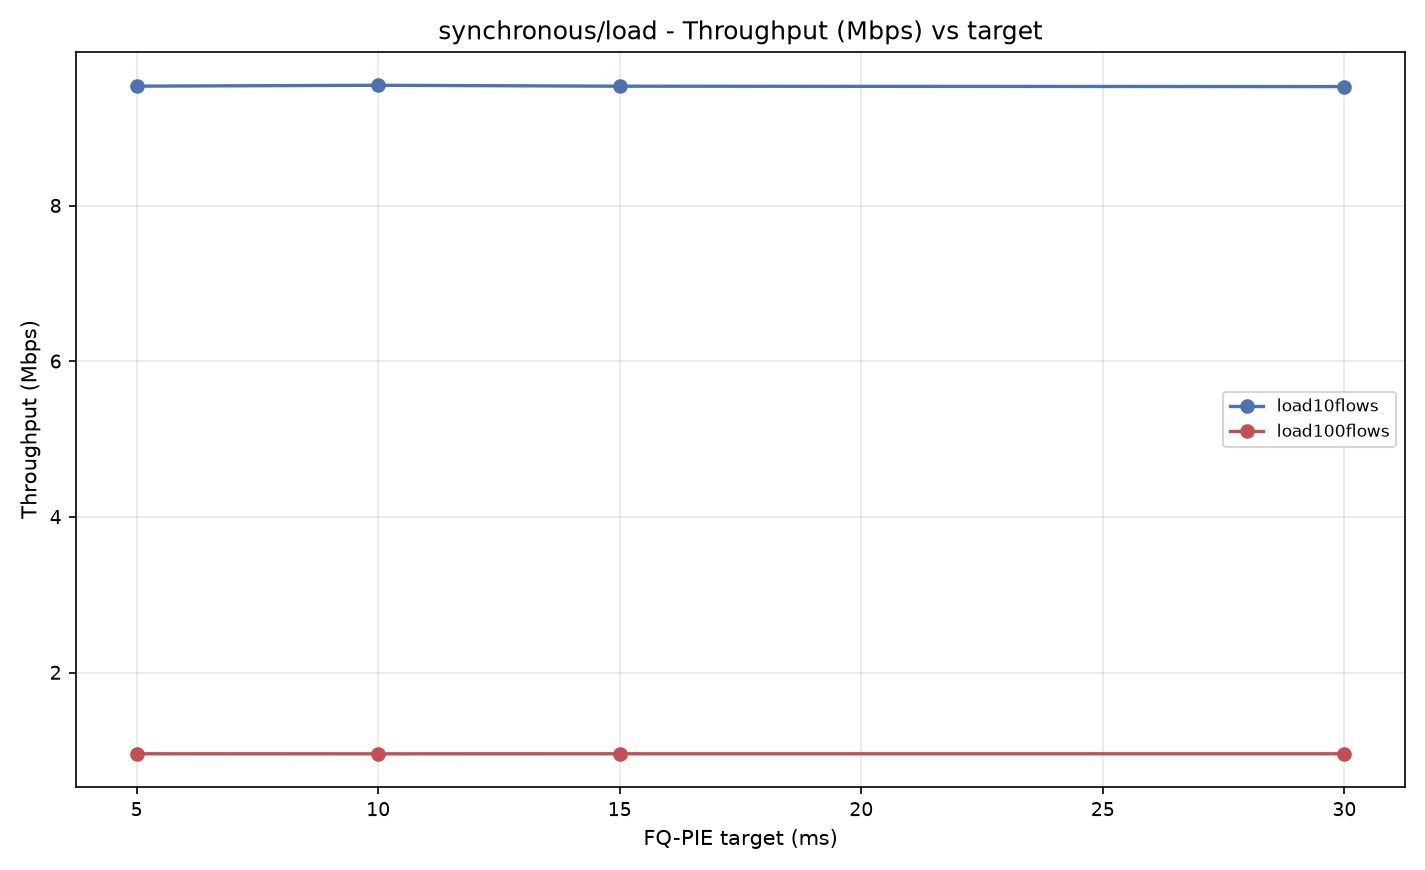 synchronous/load - Throughput (Mbps) vs target
Throughput (Mbps)
8
6
4
2
load10flows
load100flows
5 10 15 20 25 30
FQ-PIE target (ms)